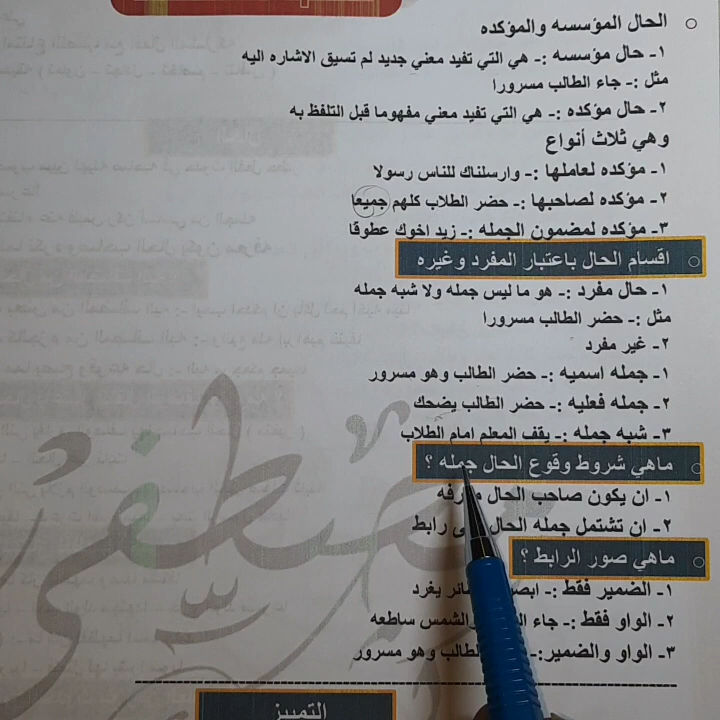 الحال المؤسسه والمؤكده
١- حال مؤسسه :- هي التي تفيد معني جديد لم تسبق الاشاره اليه
مثل :- جاء الطالب مسرورا
٢- حال مؤكده :- هي التي تفيد معني مفهوما قبل التلفظ به
وهي ثلاث أنواع
١- مؤكده لعاملها :- وارسلناك للناس رسولا
٢- مؤكده لصاحبها :- حضر الطلاب كلهم جميعا
٣- مؤكده لمضمون الجمله :- زيد اخوك عطوفا
اقسام الحال باعتبار المفرد وغيره
١- حال مفرد :- هو ما ليس جمله ولا شبه جمله
مثل :- حضر الطالب مسرورا
٢- غير مفرد
١- جمله اسميه :- حضر الطالب وهو مسرور
٢- جمله فعليه :- حضر الطالب يضحك
٣- شبه جمله :- يقف المعلم امام الطلاب
ماهي شروط وقوع الحال جمله ؟
١- ان يكون صاحب الحال
٢- ان تشتمل جمله الحال رابط
ماهي صور الرابط ؟
١- الضمير فقط :- يغرد
٢- الواو فقط :- جاء والشمس ساطعه
٣- الواو والضمير:- الطالب وهو مسرور
التمييز
مصطفى